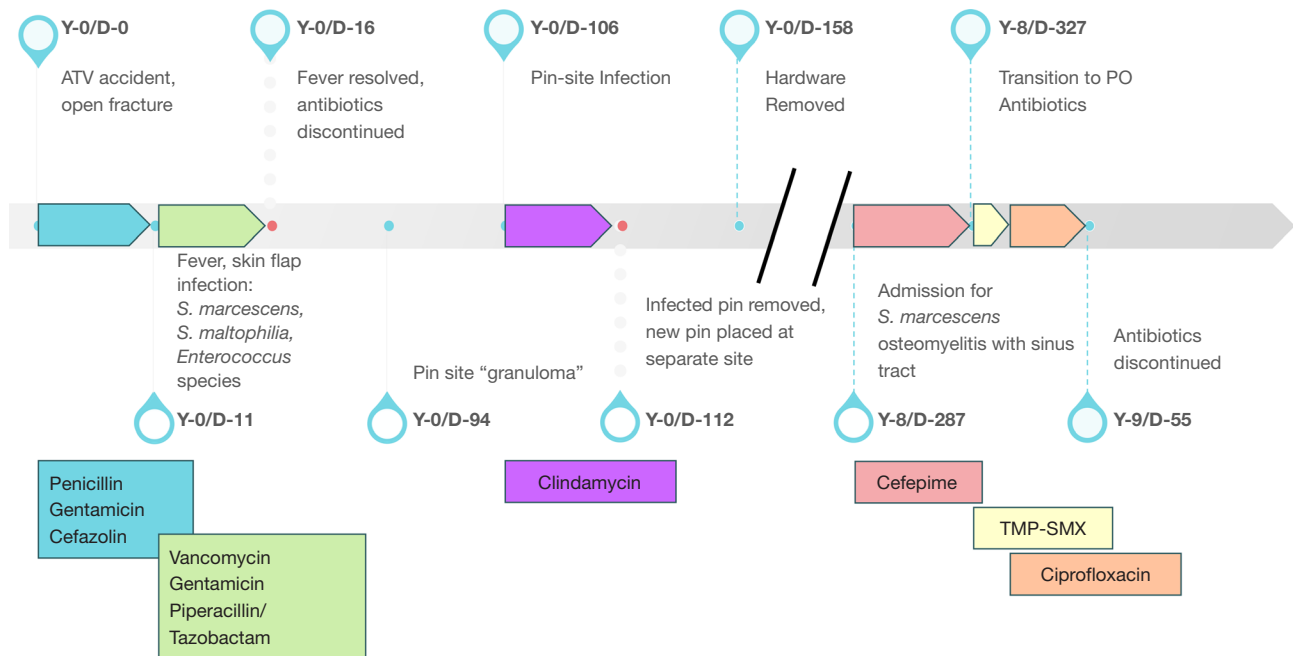 Y-0/D-0
ATV accident,
open fracture
Y-0/D-16
Fever resolved,
antibiotics
discontinued
Y-0/D-106
Pin-site Infection
Y-0/D-158
Hardware
Removed
Y-8/D-327
Transition to PO
Antibiotics
Fever, skin flap
infection:
S. marcescens,
S. maltophilia,
Enterococcus
species
Y-0/D-11
Pin site “granuloma”
Y-0/D-94
Infected pin removed,
new pin placed at
separate site
Y-0/D-112
Admission for
S. marcescens
osteomyelitis with sinus
tract
Y-8/D-287
Antibiotics
discontinued
Y-9/D-55
Penicillin
Gentamicin
Cefazolin
Vancomycin
Gentamicin
Piperacillin/
Tazobactam
Clindamycin
Cefepime
TMP-SMX
Ciprofloxacin